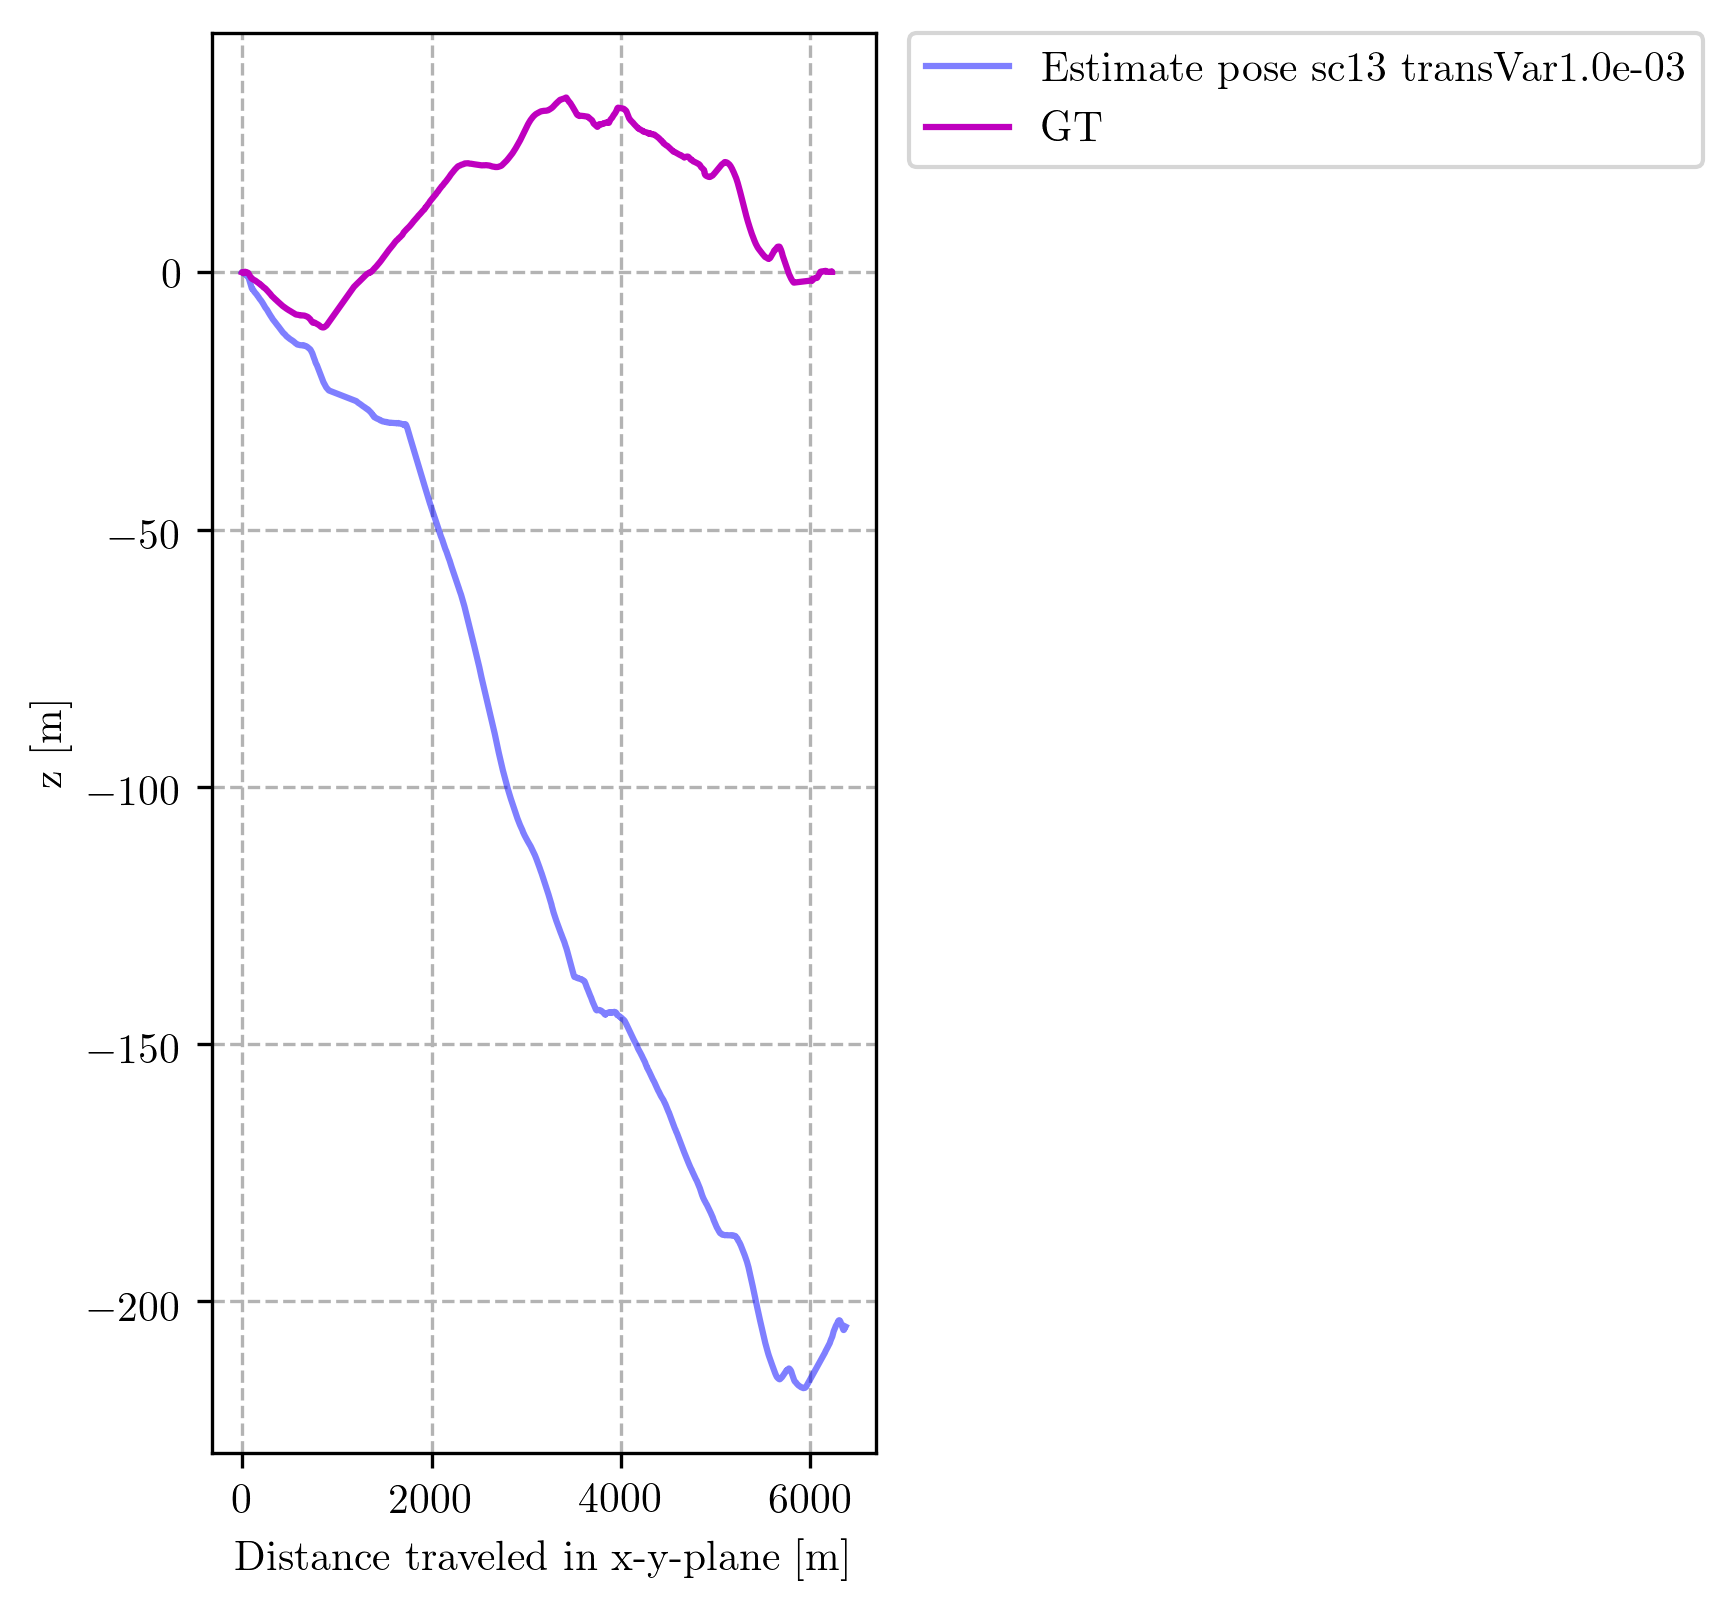 Estimate pose sc13 transVar1.0e-03
GT
z [m]
0
−50
−100
−150
−200
0 2000 4000 6000
Distance traveled in x-y-plane [m]